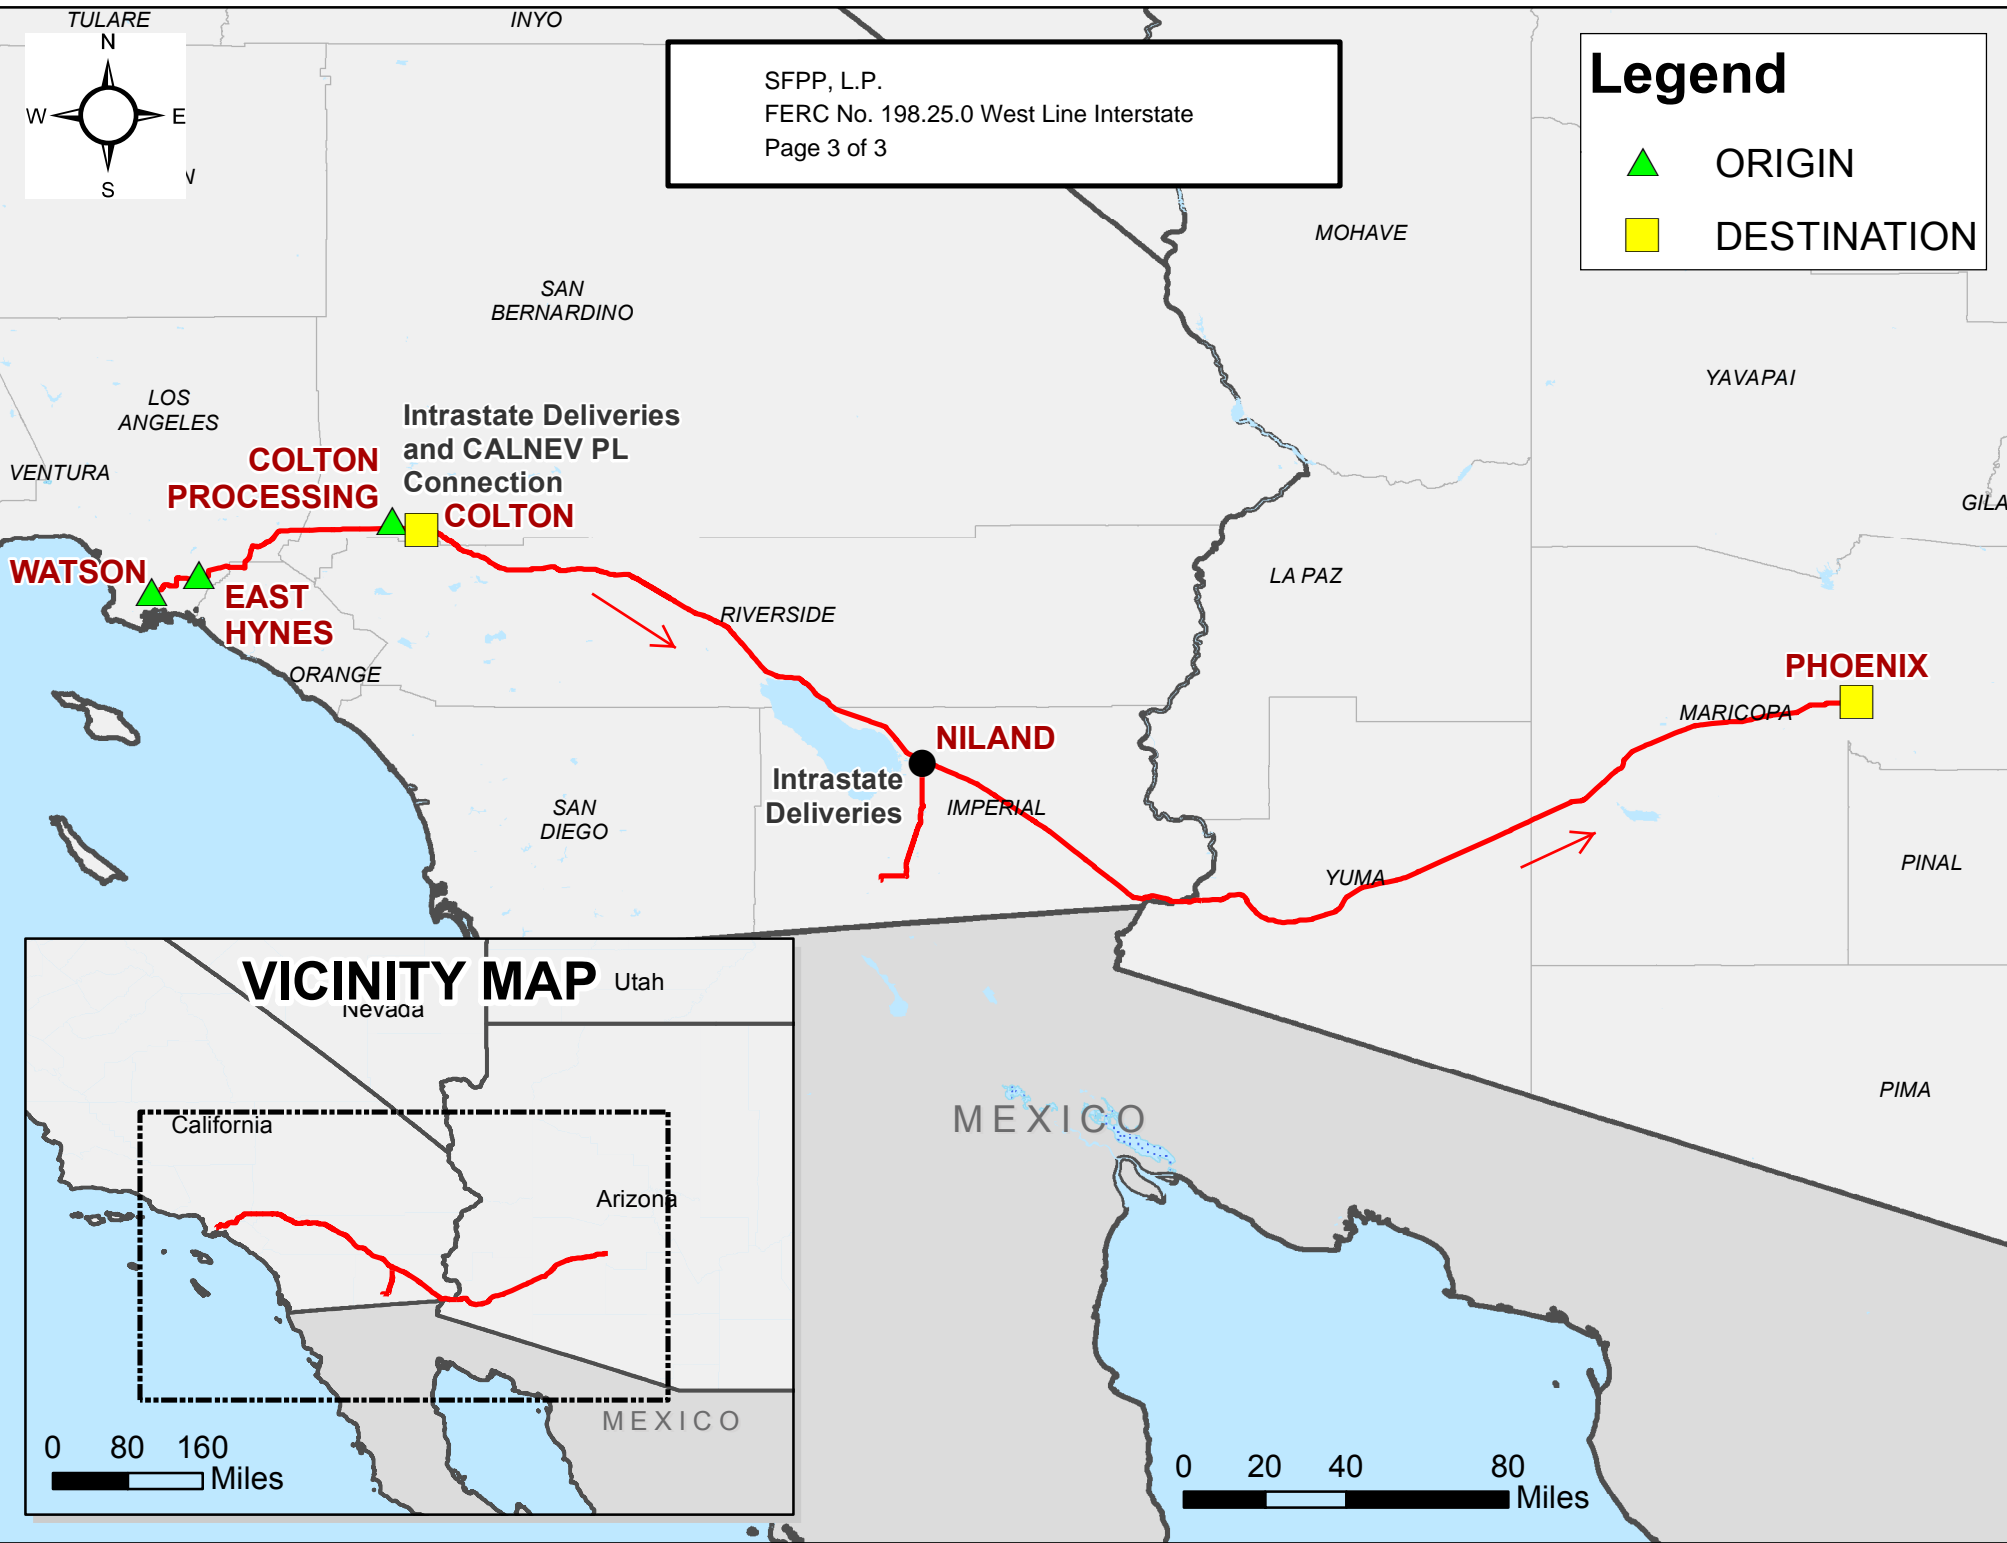 TULARE
INYO
N
W
E
S
N
SFPP, L.P.
FERC No. 198.25.0 West Line Interstate
Page 3 of 3
Legend
ORIGIN
DESTINATION
MOHAVE
SAN
BERNARDINO
YAVAPAI
LOS
ANGELES
VENTURA
Intrastate Deliveries
and CALNEV PL
Connection
COLTON
PROCESSING
COLTON
GILA
WATSON
EAST
HYNES
LA PAZ
RIVERSIDE
ORANGE
PHOENIX
MARICOPA
NILAND
Intrastate
Deliveries
IMPERIAL
SAN
DIEGO
YUMA
PINAL
PIMA
MEXICO
VICINITY MAP
Utah
Nevada
California
Arizona
MEXICO
0 80 160
Miles
0 20 40 80
Miles